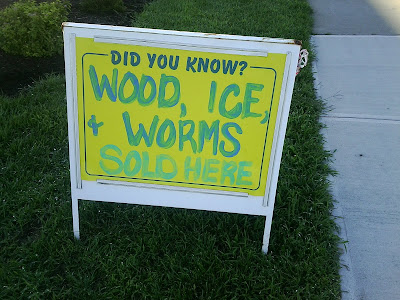 DID YOU KNOW?
WOOD, ICE,
& WORMS
SOLD HERE